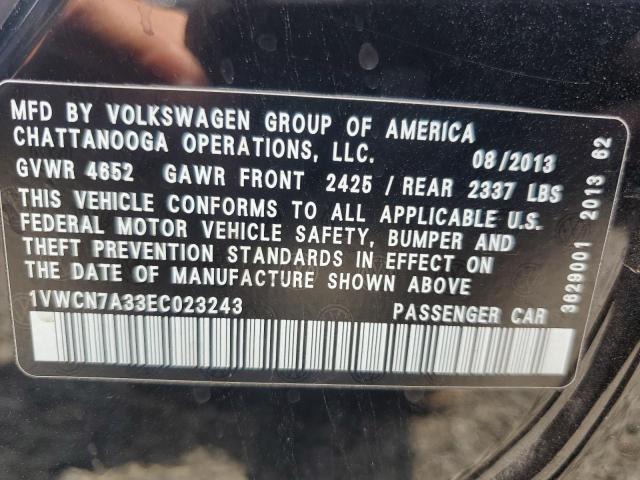 MFD BY VOLKSWAGEN GROUP OF AMERICA
CHATTANOOGA OPERATIONS, LLC. 08/2013
GVWR 4652 GAWR FRONT 2425 / REAR 2337 LBS
THIS VEHICLE CONFORMS TO ALL APPLICABLE U.S.
FEDERAL MOTOR VEHICLE SAFETY, BUMPER AND
THEFT PREVENTION STANDARDS IN EFFECT ON
THE DATE OF MANUFACTURE SHOWN ABOVE
1VWCN7A33EC023243 PASSENGER CAR
3629001 2013 62